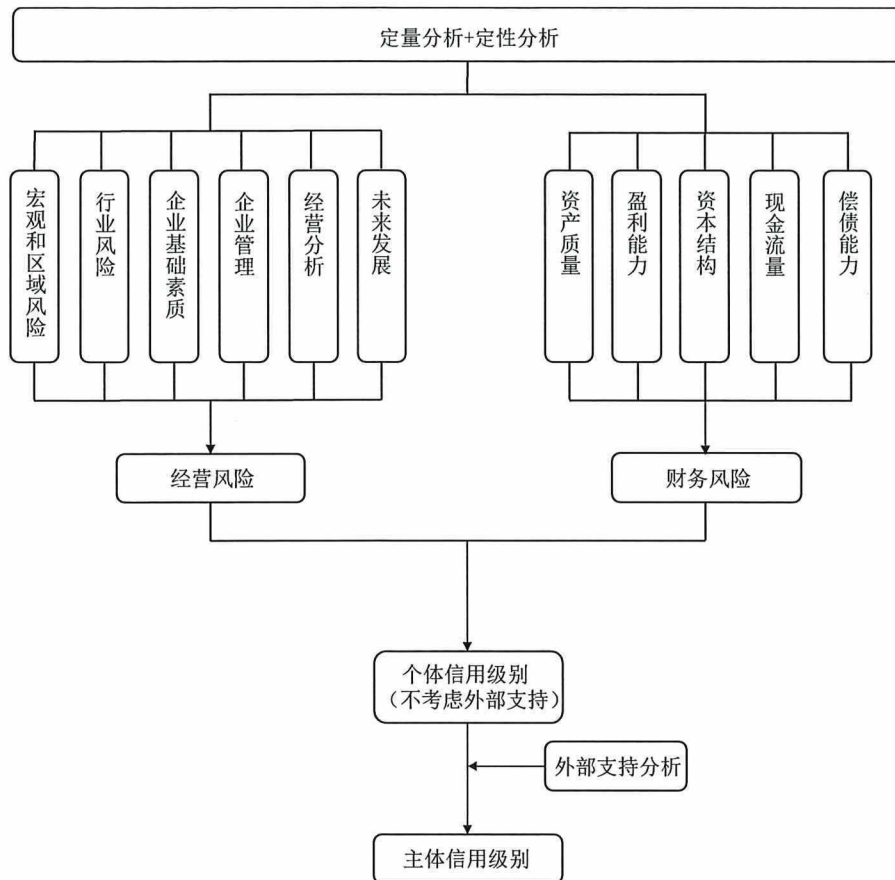 定量分析+定性分析
宏观和区域风险
行业风险
企业基础素质
企业管理
经营分析
未来发展
资产质量
盈利能力
资本结构
现金流量
偿债能力
经营风险
财务风险
个体信用级别
（不考虑外部支持）
外部支持分析
主体信用级别